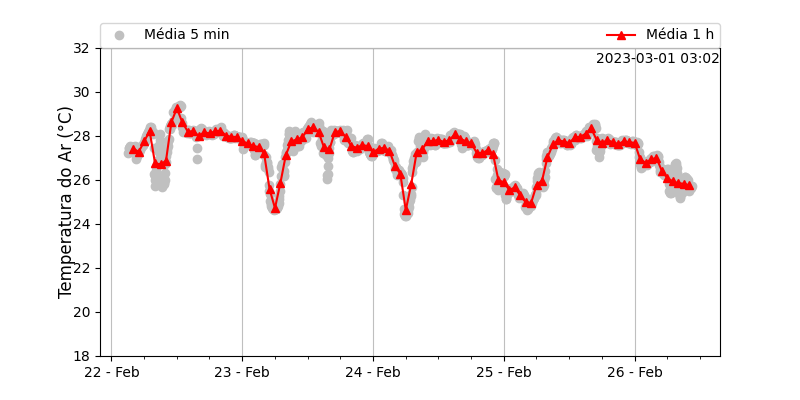 Média 5 min
Média 1 h
2023-03-01 03:02
Temperatura do Ar (°C)
32
30
28
26
24
22
20
18
22 - Feb
23 - Feb
24 - Feb
25 - Feb
26 - Feb